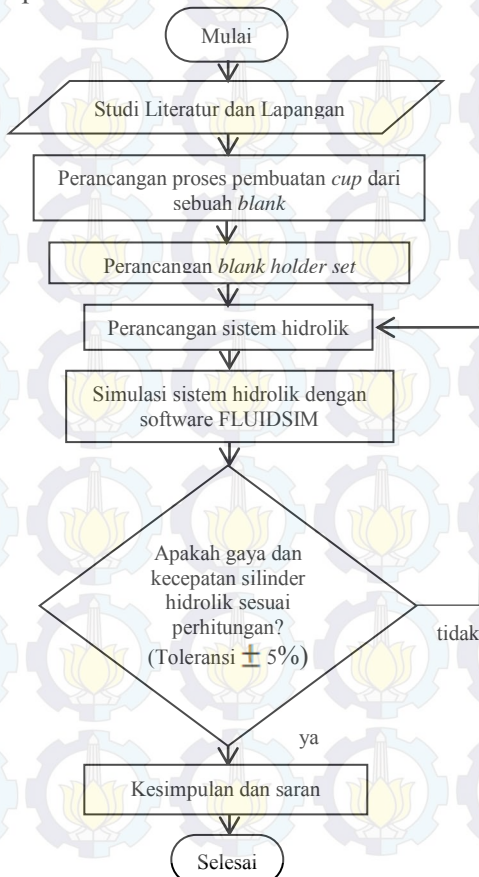 Mulai
Studi Literatur dan Lapangan
Perancangan proses pembuatan cup dari
sebuah blank
Perancangan blank holder set
Perancangan sistem hidrolik
Simulasi sistem hidrolik dengan
software FLUIDSIM
Apakah gaya dan
kecepatan silinder
hidrolik sesuai
perhitungan?
(Toleransi ± 5%)
tidak
ya
Kesimpulan dan saran
Selesai